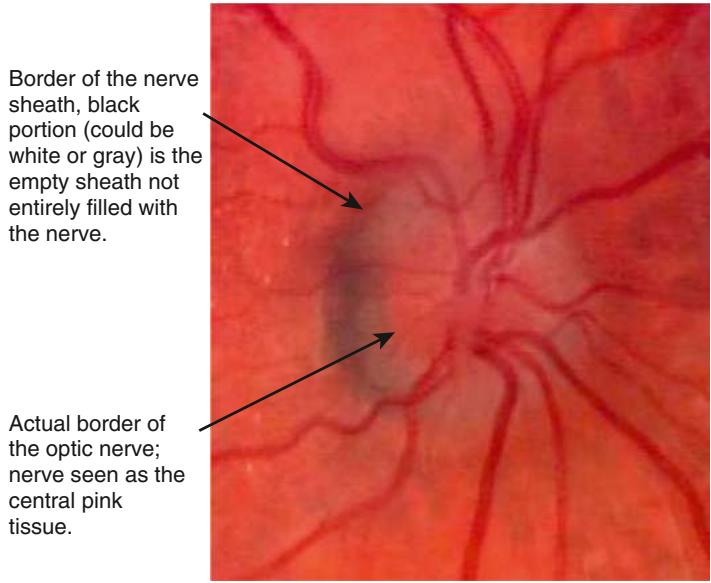 Border of the nerve
sheath, black
portion (could be
white or gray) is the
empty sheath not
entirely filled with
the nerve.
Actual border of
the optic nerve;
nerve seen as the
central pink
tissue.